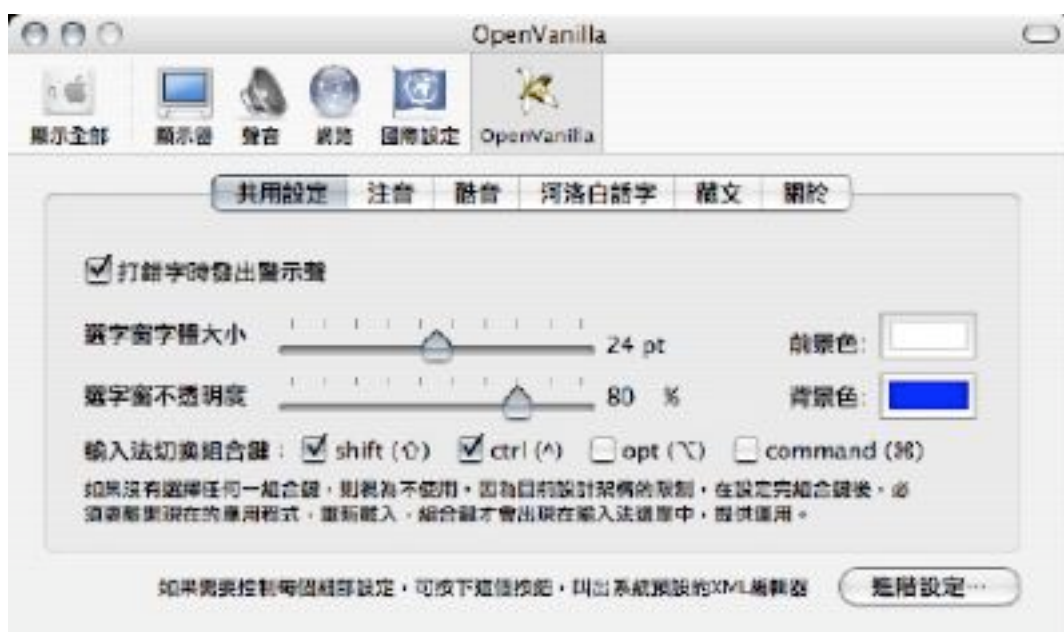 OpenVanilla
顯示全部 顯示器 聲音 網路 國際設定 OpenVanilla
共用設定 注音 酷音 河洛白話字 藏文 關於
打錯字時發出警示聲
選字窗字體大小 24 pt 前景色:
選字窗不透明度 80 % 背景色:
輸入法切換組合鍵： shift (⇧) ctrl (^) opt (⌥) command (⌘)
如果沒有選擇任何一組合鍵，則視為不使用。因為目前設計架構的限制，在設定完組合鍵後，必
須要離開現在的應用程式，重新載入，組合鍵才會出現在輸入法選單中，提供運用。
如果需要控制每個細部設定，可按下這個按鈕，叫出系統預設的XML編輯器 進階設定…